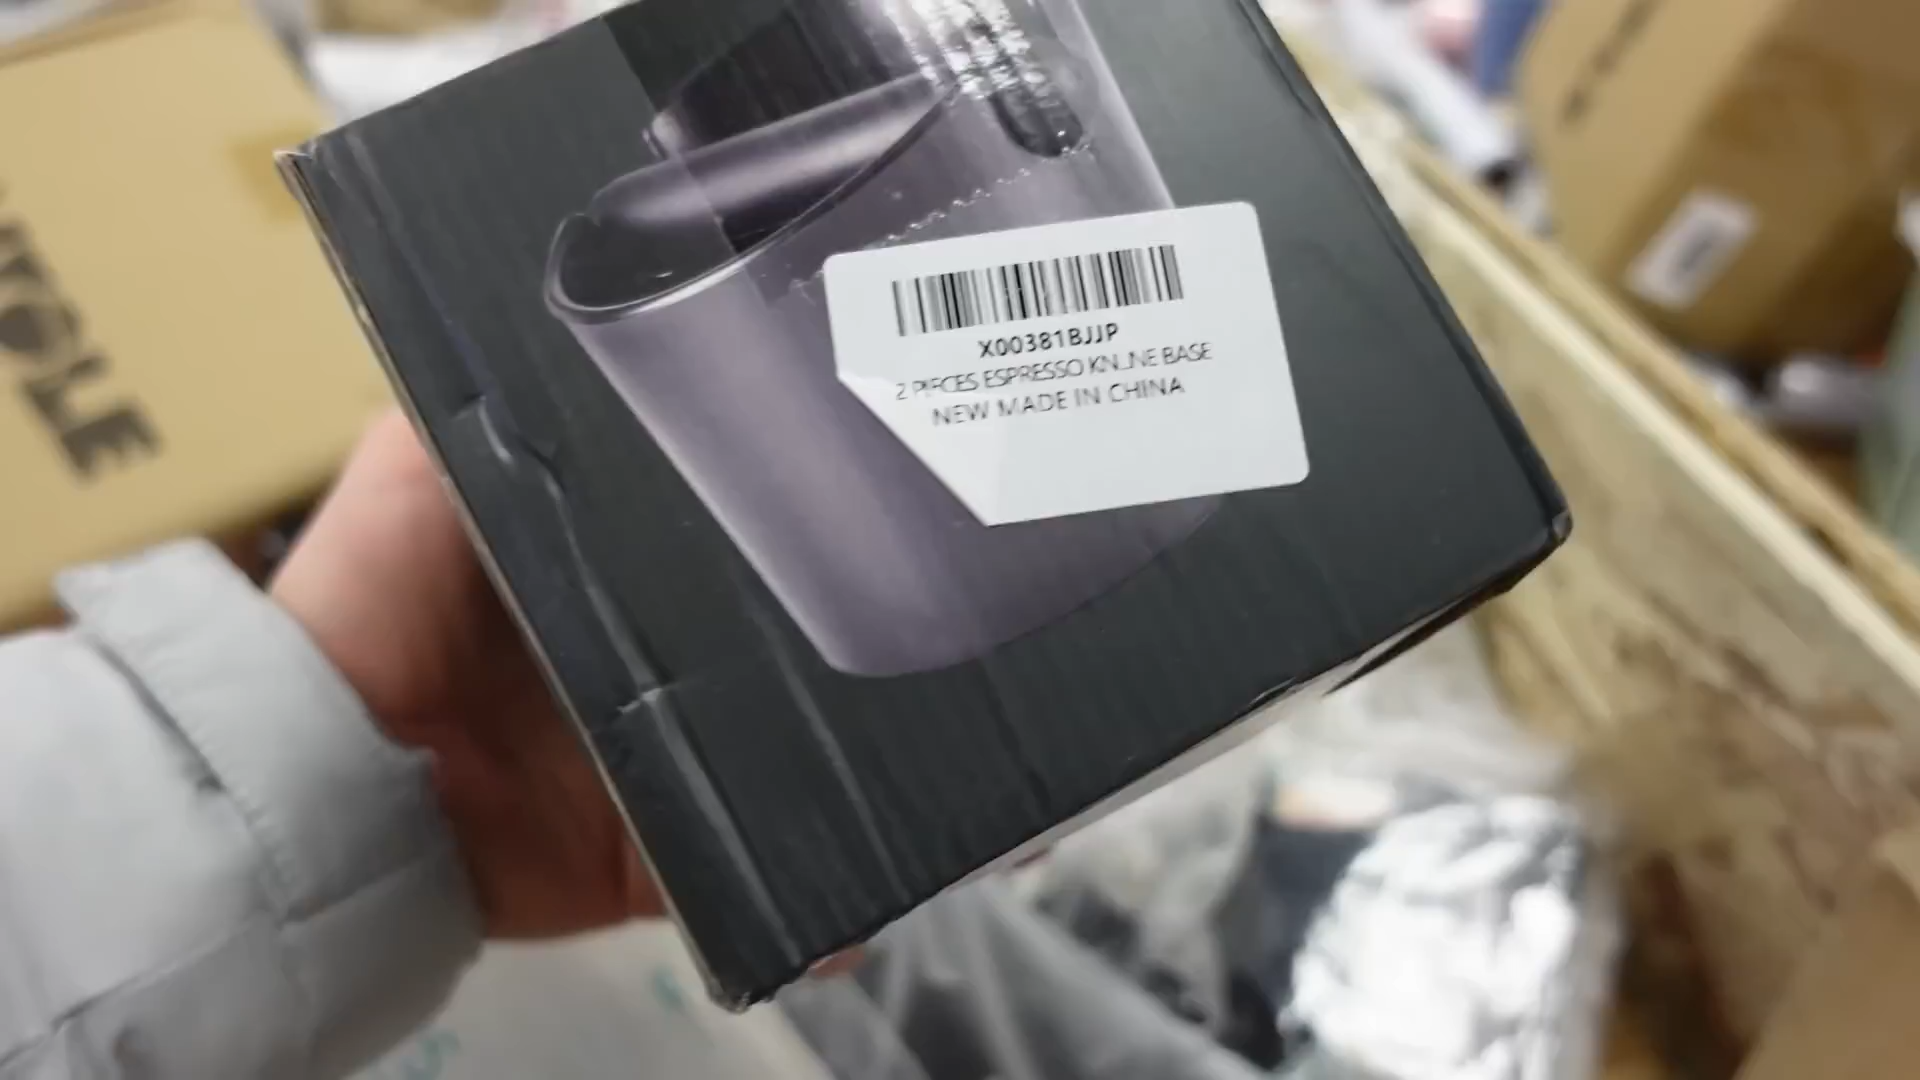 X00381BJJP
2 PIECES ESPRESSO KN...NE BASE
NEW MADE IN CHINA